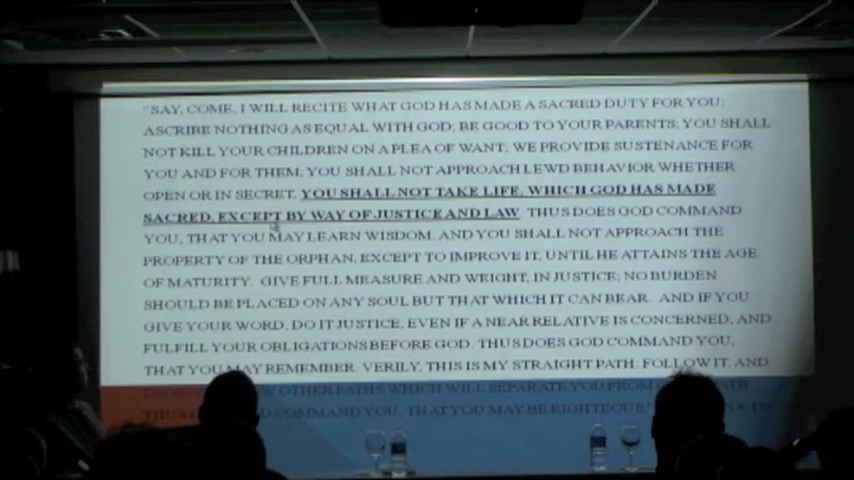 "SAY, COME, I WILL RECITE WHAT GOD HAS MADE A SACRED DUTY FOR YOU:
ASCRIBE NOTHING AS EQUAL WITH GOD; BE GOOD TO YOUR PARENTS; YOU SHALL
NOT KILL YOUR CHILDREN ON A PLEA OF WANT; WE PROVIDE SUSTENANCE FOR
YOU AND FOR THEM; YOU SHALL NOT APPROACH LEWD BEHAVIOR WHETHER
OPEN OR IN SECRET, YOU SHALL NOT TAKE LIFE, WHICH GOD HAS MADE
SACRED, EXCEPT BY WAY OF JUSTICE AND LAW. THUS DOES GOD COMMAND
YOU, THAT YOU MAY LEARN WISDOM. AND YOU SHALL NOT APPROACH THE
PROPERTY OF THE ORPHAN, EXCEPT TO IMPROVE IT, UNTIL HE ATTAINS THE AGE
OF MATURITY. GIVE FULL MEASURE AND WEIGHT, IN JUSTICE; NO BURDEN
SHOULD BE PLACED ON ANY SOUL BUT THAT WHICH IT CAN BEAR. AND IF YOU
GIVE YOUR WORD, DO IT JUSTICE, EVEN IF A NEAR RELATIVE IS CONCERNED, AND
FULFILL YOUR OBLIGATIONS BEFORE GOD. THUS DOES GOD COMMAND YOU,
THAT YOU MAY REMEMBER. VERILY, THIS IS MY STRAIGHT PATH: FOLLOW IT, AND
OTHER PATHS WHICH WILL SEPARATE YOU FROM
COMMAND YOU, THAT YOU MAY BE RIGHTEOUS"